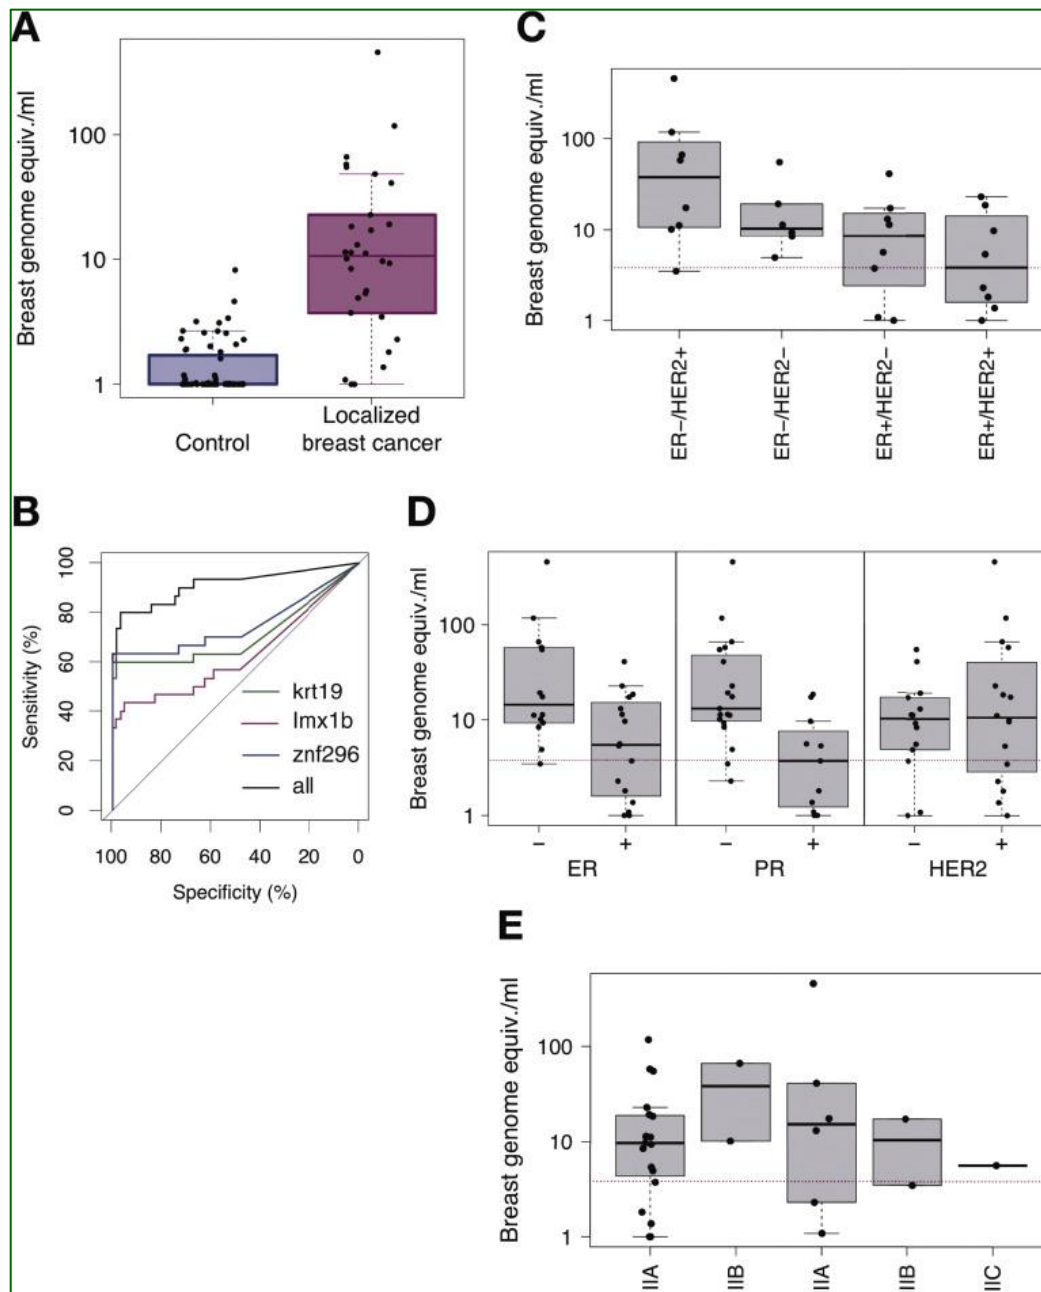 A
Breast genome equiv./ml
100
10
1
Control
Localized
breast cancer
B
Sensitivity (%)
100
80
60
40
20
0
krt19
lmx1b
znf296
all
100 80 60 40 20 0
Specificity (%)
C
Breast genome equiv./ml
100
10
1
ER−/HER2+
ER−/HER2−
ER+/HER2−
ER+/HER2+
D
Breast genome equiv./ml
100
10
1
− + − + − +
ER PR HER2
E
Breast genome equiv./ml
100
10
1
IIA
IIB
IIA
IIB
IIC